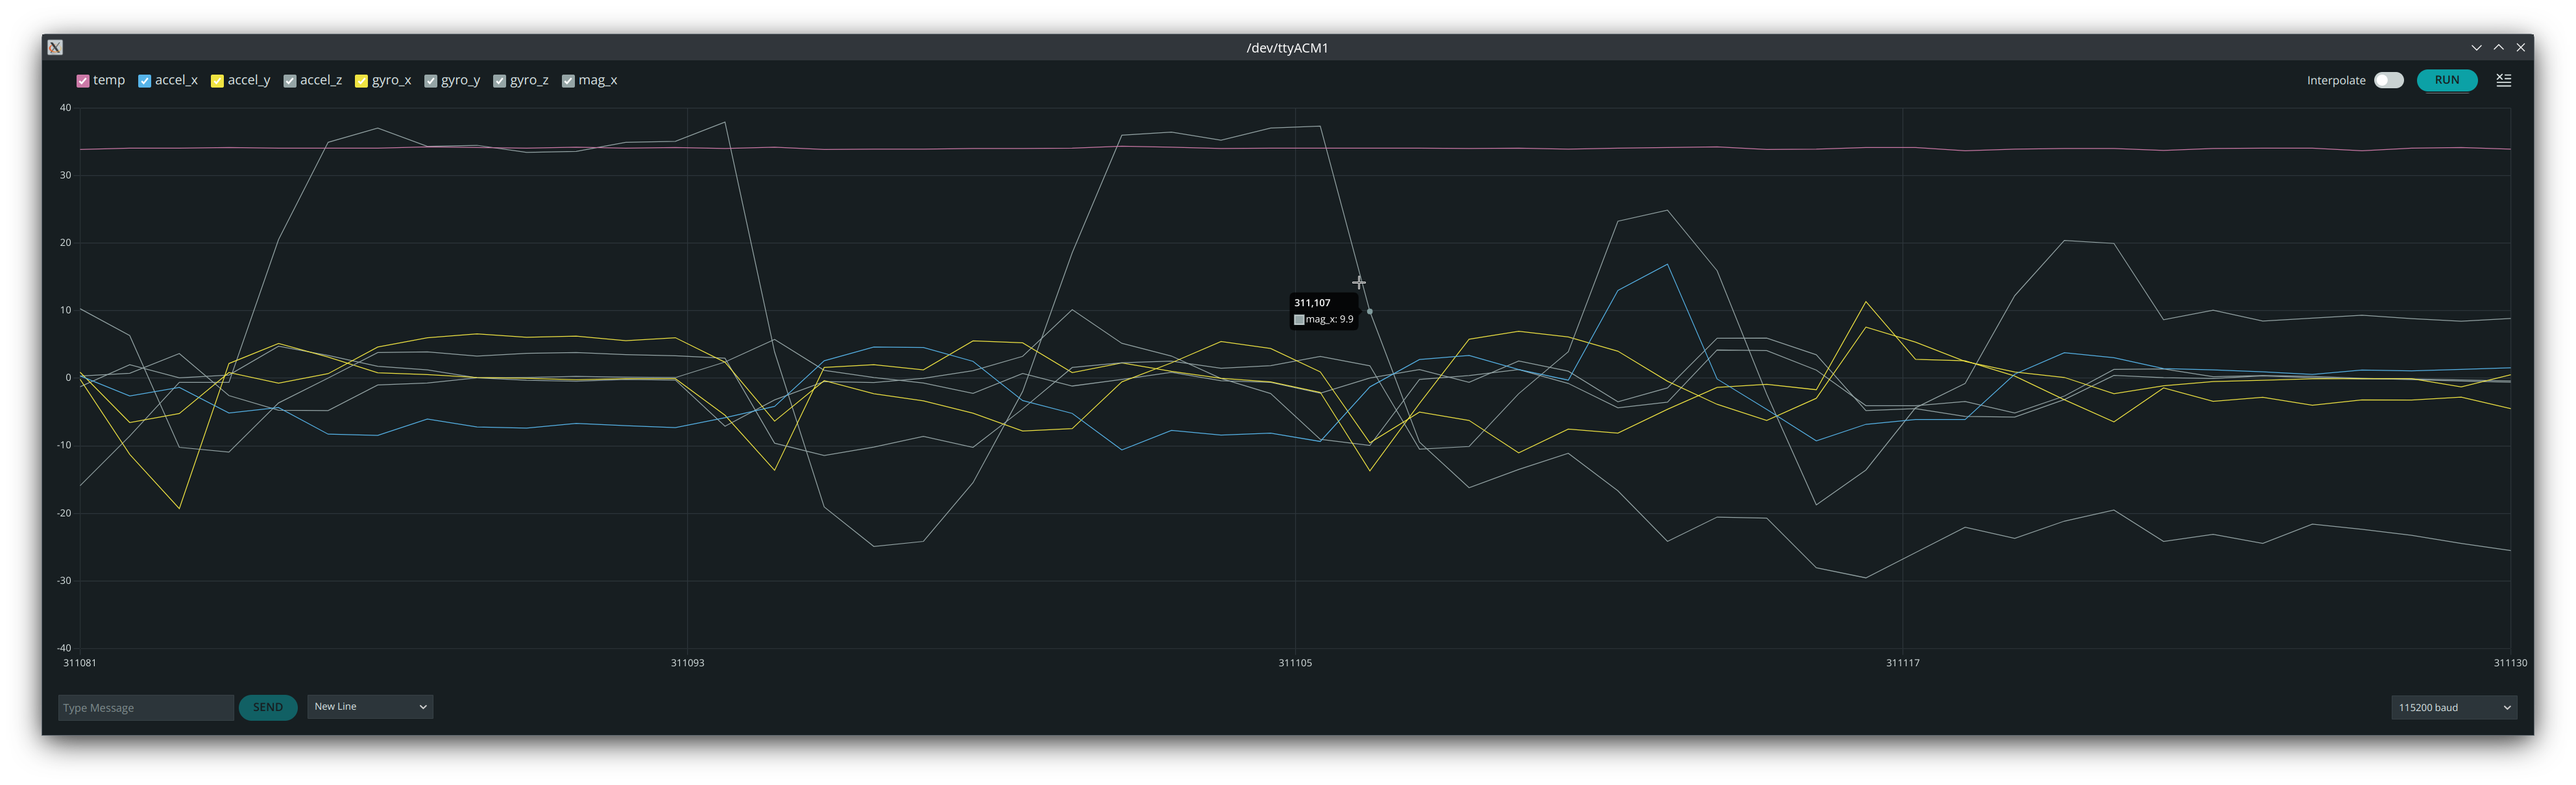 /dev/ttyACM1
temp accel_x accel_y accel_z gyro_x gyro_y gyro_z mag_x
Interpolate RUN
40
30
20
10
0
-10
-20
-30
-40
311,107
mag_x: 9.9
311081 311093 311105 311117 311130
Type Message SEND New Line 115200 baud